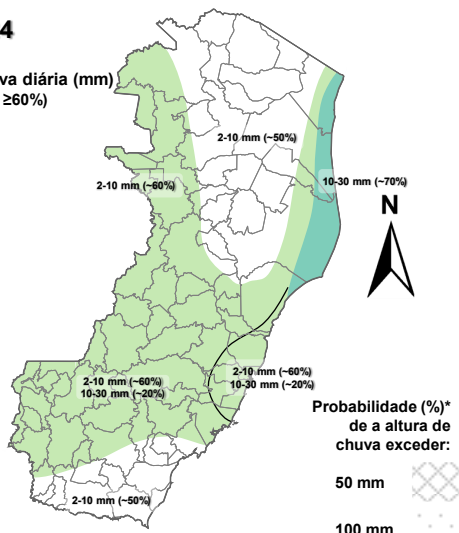 4
va diária (mm)
≥60%)
2-10 mm (~50%)
2-10 mm (~60%)
10-30 mm (~70%)
N
2-10 mm (~60%)
10-30 mm (~20%)
2-10 mm (~60%)
10-30 mm (~20%)
Probabilidade (%)*
de a altura de
chuva exceder:
50 mm
2-10 mm (~50%)
100 mm